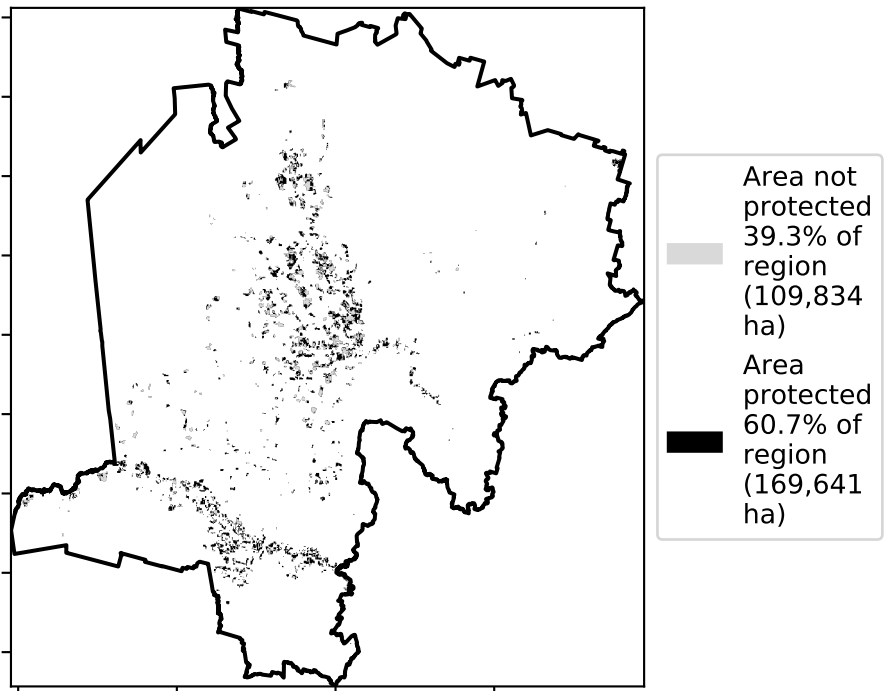 Area not
protected
39.3% of
region
(109,834
ha)
Area
protected
60.7% of
region
(169,641
ha)